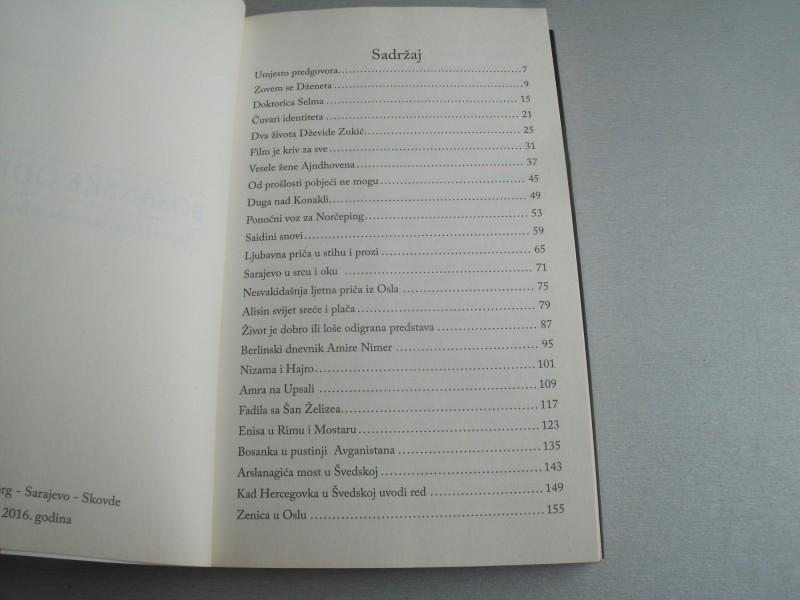 rg - Sarajevo - Skovde
2016. godina
Sadržaj
Umjesto predgovora..................................................7
Zovem se Dženeta....................................................9
Doktorica Selma....................................................15
Čuvari identiteta..................................................21
Dva života Dževide Zukić...........................................25
Film je kriv za sve................................................31
Vesele žene Ajndhovena.............................................37
Od prošlosti pobjeći ne mogu.......................................45
Duga nad Konakli...................................................49
Ponoćni voz za Norčeping...........................................53
Saidini snovi......................................................59
Ljubavna priča u stihu i prozi.....................................65
Sarajevo u srcu i oku..............................................71
Nesvakidašnja ljetna priča iz Osla.................................75
Alisin svijet sreće i plača........................................79
Život je dobro ili loše odigrana predstava.........................87
Berlinski dnevnik Amire Nimer......................................95
Nizama i Hajro....................................................101
Amra na Upsali....................................................109
Fadila sa Šan Želizea.............................................117
Enisa u Rimu i Mostaru............................................123
Bosanka u pustinji Avganistana....................................135
Arslanagića most u Švedskoj.......................................143
Kad Hercegovka u Švedskoj uvodi red...............................149
Zenica u Oslu.....................................................155